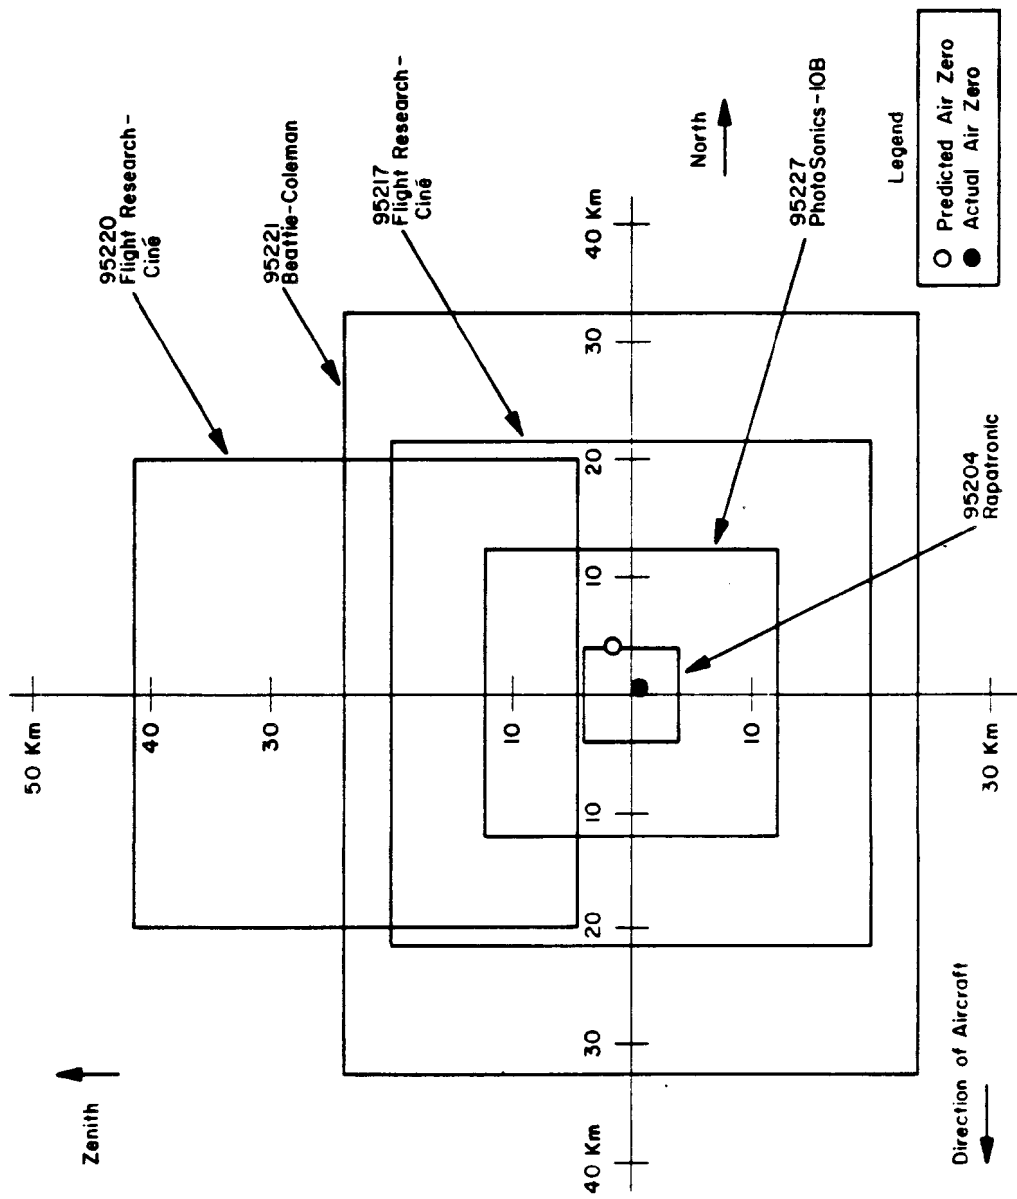 95220
Flight Research-
Ciné
95221
Beattie-Coleman
95217
Flight Research-
Ciné
95227
PhotoSonics-10B
95204
Rapatronic
North
Zenith
Direction of Aircraft
50 Km
40
30
10
10
30 Km
40 Km
30
20
10
10
20
30
40 Km
Legend
Predicted Air Zero
Actual Air Zero